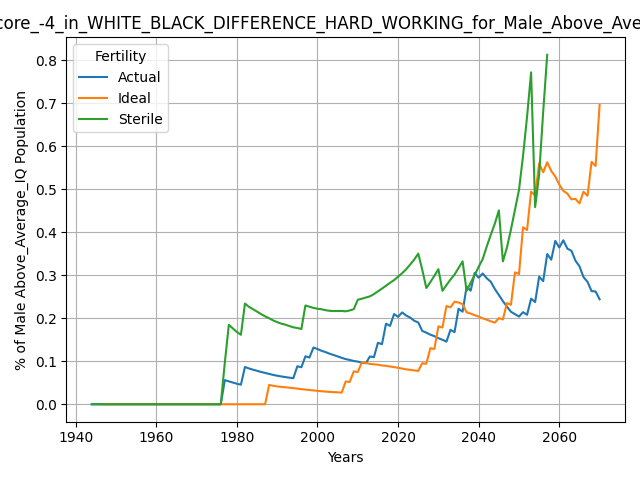 core_-4_in_WHITE_BLACK_DIFFERENCE_HARD_WORKING_for_Male_Above_Ave
Fertility
Actual
Ideal
Sterile
% of Male Above_Average_IQ Population
0.8
0.7
0.6
0.5
0.4
0.3
0.2
0.1
0.0
1940
1960
1980
2000
2020
2040
2060
Years